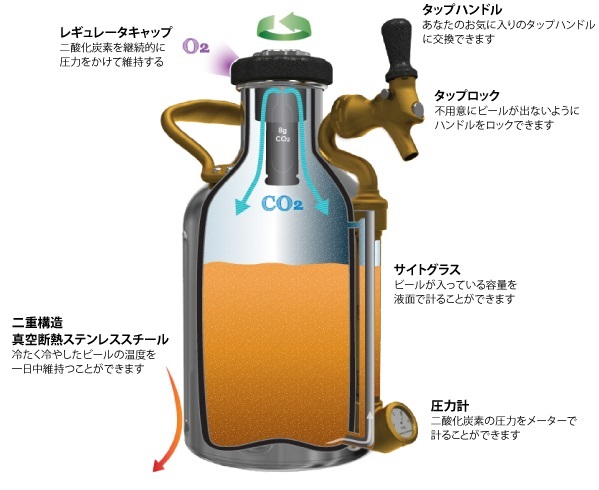 レギュレータキャップ
二酸化炭素を継続的に
圧力をかけて維持する
O2
タップハンドル
あなたのお気に入りのタップハンドル
に交換できます
タップロック
不用意にビールが出ないように
ハンドルをロックできます
8g
CO2
CO2
サイトグラス
ビールが入っている容量を
液面で計ることができます
二重構造
真空断熱ステンレススチール
冷たく冷やしたビールの温度を
一日中維持つことができます
圧力計
二酸化炭素の圧力をメーターで
計ることができます